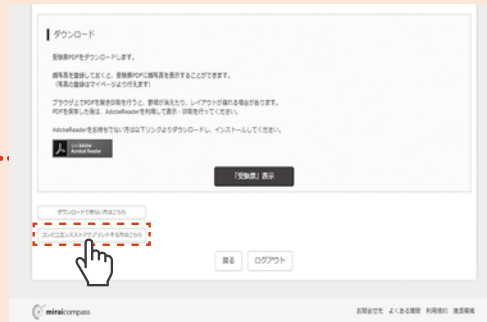 ダウンロード
受験票PDFをダウンロードします。
顔写真を登録しておくと、受験票PDFに顔写真を表示することができます。
（写真の登録はマイページより行えます）
ブラウザ上でPDFを開き印刷を行うと、罫線が消えたり、レイアウトが崩れる場合があります。
PDFを保存した後は、AdobeReaderを利用して表示・印刷を行ってください。
AdobeReaderをお持ちでない方は以下リンクよりダウンロードし、インストールしてください。
Get Adobe
Acrobat Reader
「受験票」表示
ダウンロードできない方はこちら
コンビニエンスストアでプリントする方はこちら
戻る ログアウト
miraicompass
お問合せ先 よくある質問 利用規約 推奨環境